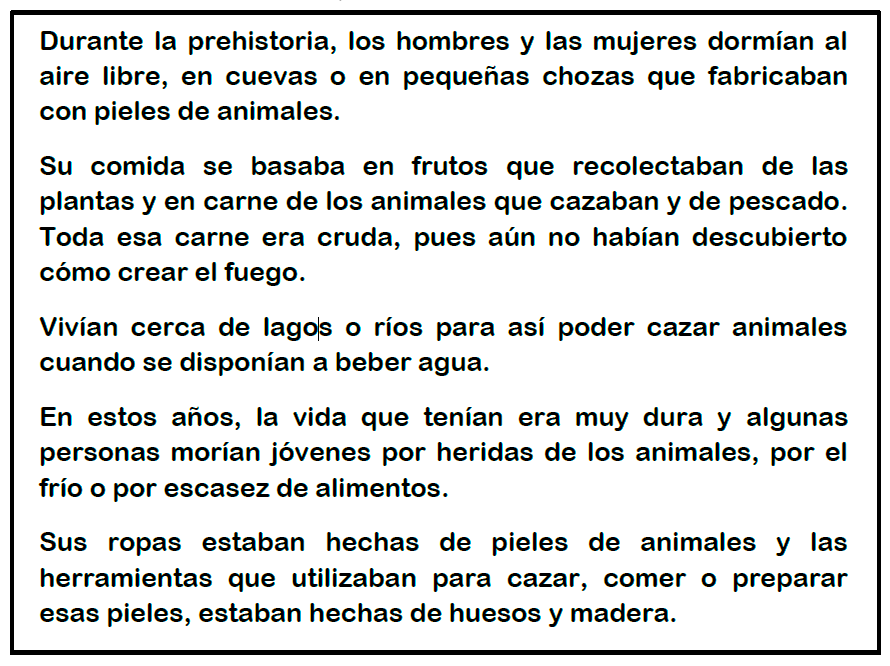 Durante la prehistoria, los hombres y las mujeres dormían al
aire libre, en cuevas o en pequeñas chozas que fabricaban
con pieles de animales.
Su comida se basaba en frutos que recolectaban de las
plantas y en carne de los animales que cazaban y de pescado.
Toda esa carne era cruda, pues aún no habían descubierto
cómo crear el fuego.
Vivían cerca de lagos o ríos para así poder cazar animales
cuando se disponían a beber agua.
En estos años, la vida que tenían era muy dura y algunas
personas morían jóvenes por heridas de los animales, por el
frío o por escasez de alimentos.
Sus ropas estaban hechas de pieles de animales y las
herramientas que utilizaban para cazar, comer o preparar
esas pieles, estaban hechas de huesos y madera.